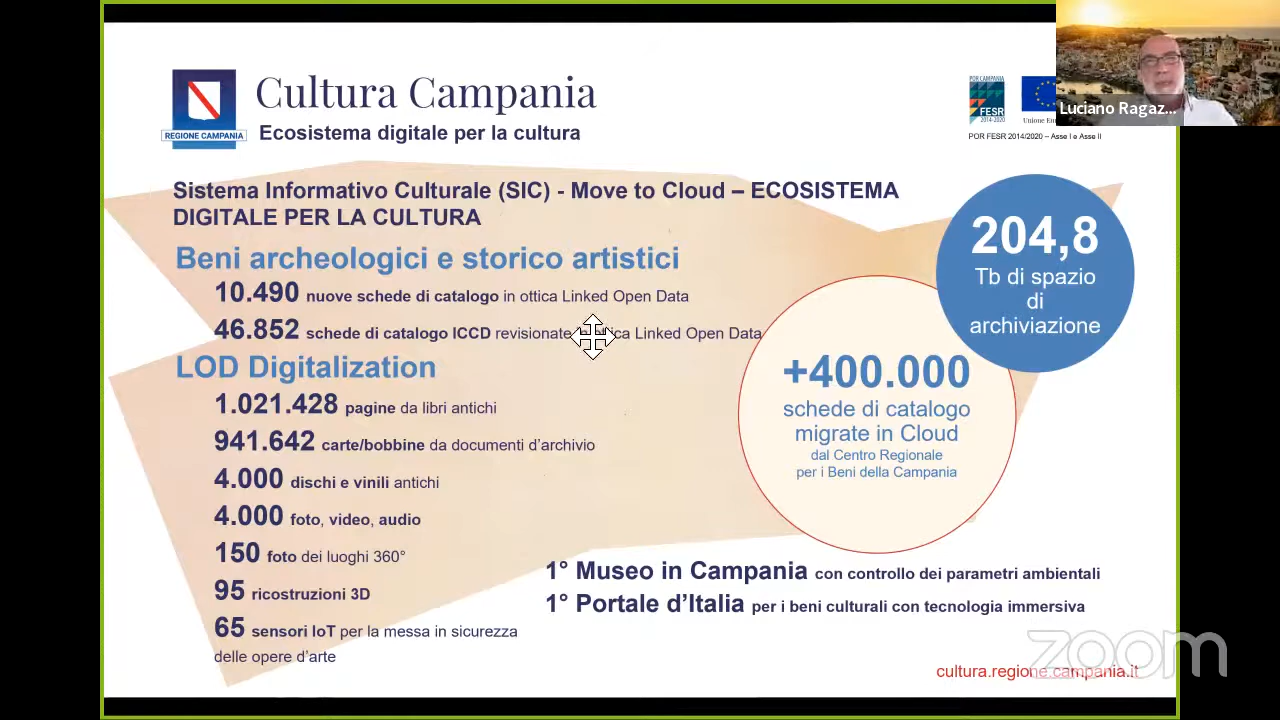 REGIONE CAMPANIA
Cultura Campania
Ecosistema digitale per la cultura
POR CAMPANIA
FESR
2014-2020
POR FESR 2014/2020 – Asse I e Asse II
Luciano Ragaz...
Sistema Informativo Culturale (SIC) - Move to Cloud – ECOSISTEMA
DIGITALE PER LA CULTURA
Beni archeologici e storico artistici
10.490 nuove schede di catalogo in ottica Linked Open Data
46.852 schede di catalogo ICCD revisionate Linked Open Data
LOD Digitalization
1.021.428 pagine da libri antichi
941.642 carte/bobbine da documenti d’archivio
4.000 dischi e vinili antichi
4.000 foto, video, audio
150 foto dei luoghi 360°
95 ricostruzioni 3D
65 sensori IoT per la messa in sicurezza
delle opere d’arte
204,8
Tb di spazio
di
archiviazione
+400.000
schede di catalogo
migrate in Cloud
dal Centro Regionale
per i Beni della Campania
1° Museo in Campania con controllo dei parametri ambientali
1° Portale d’Italia per i beni culturali con tecnologia immersiva
zoom
cultura.regione.campania.it